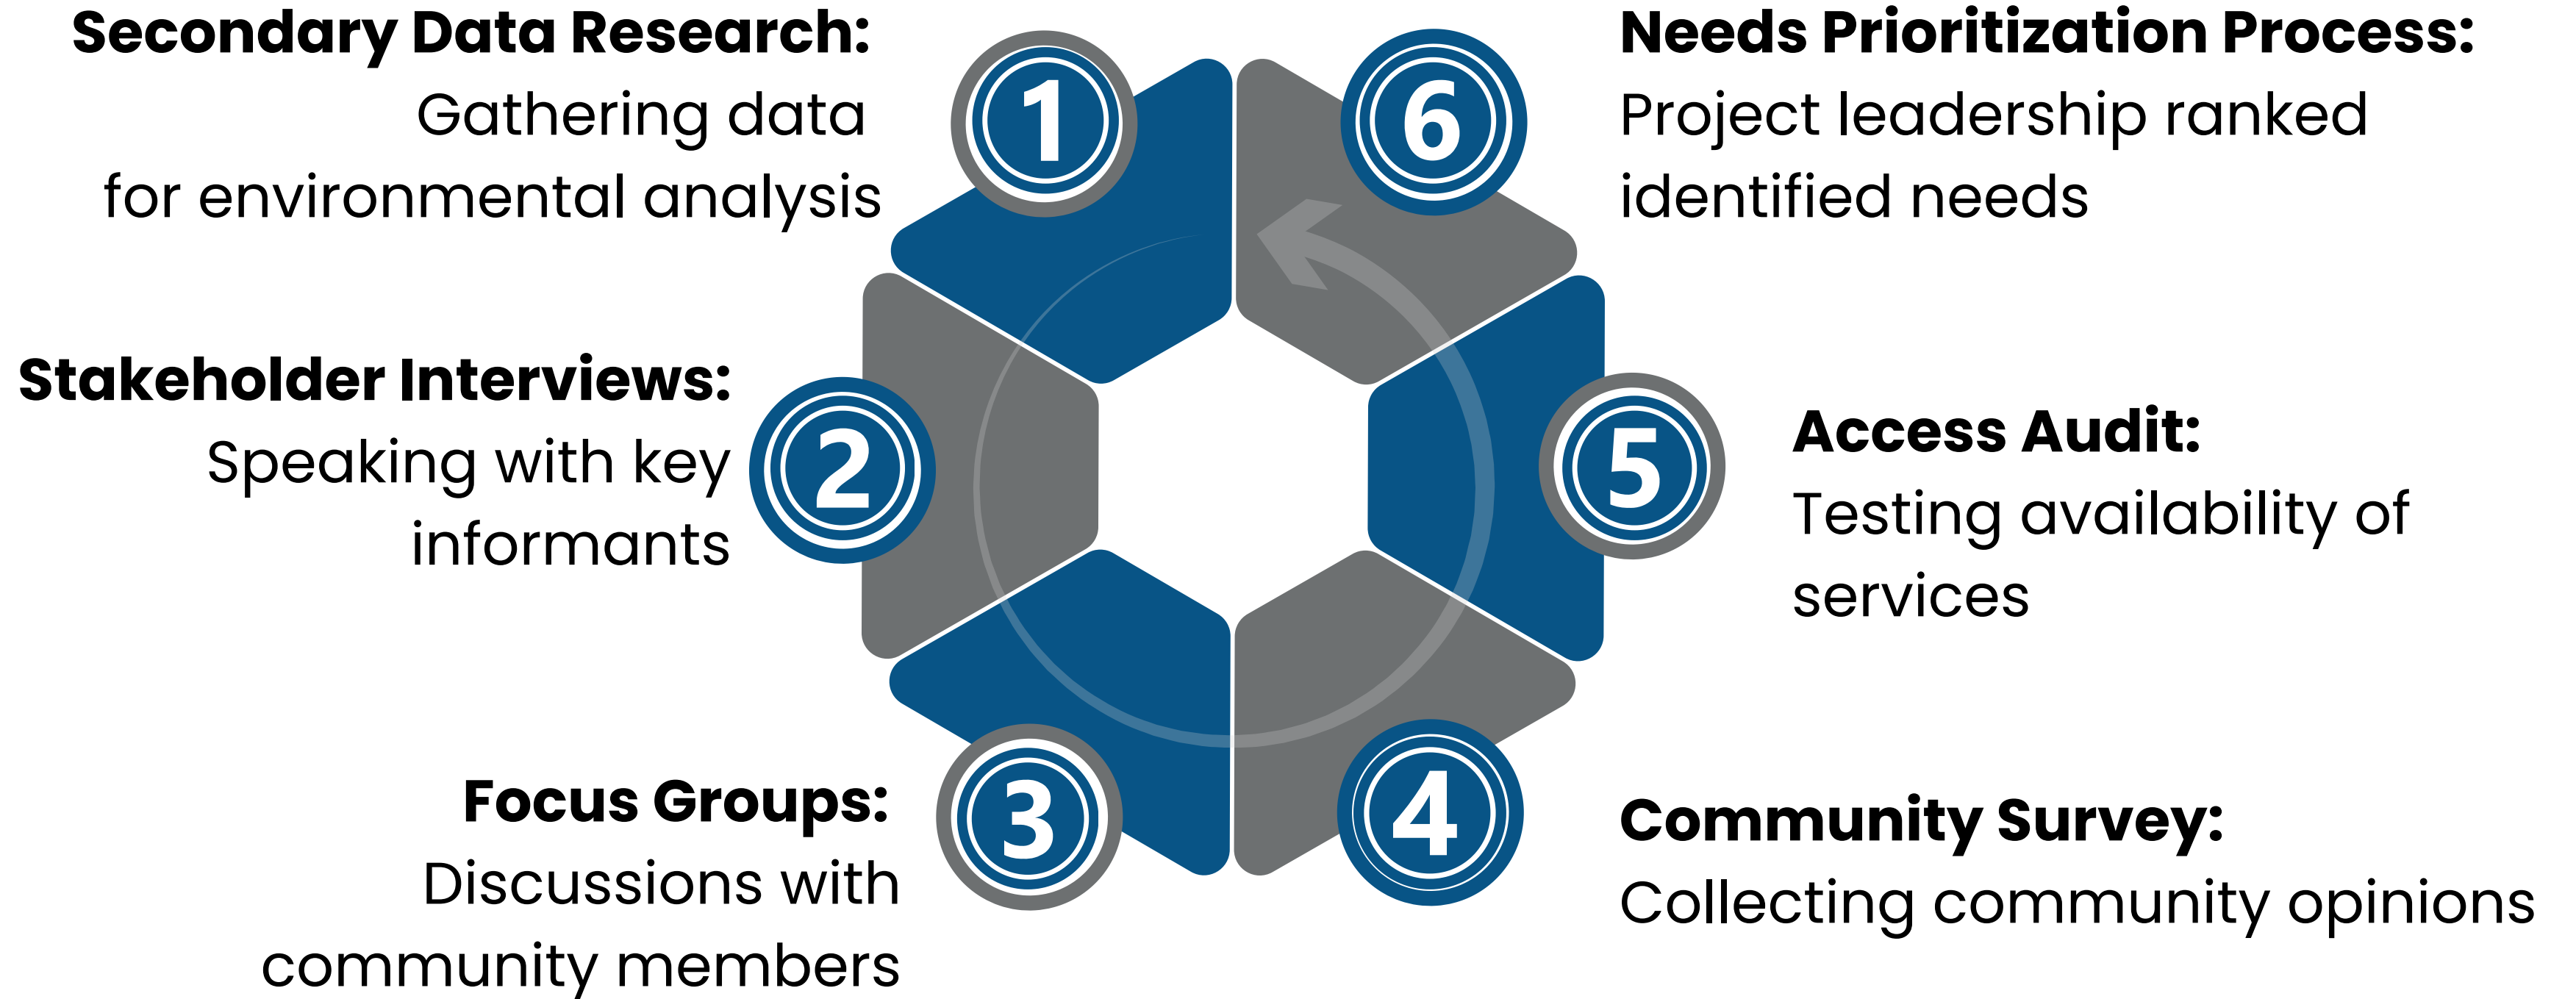 1
Secondary Data Research:
Gathering data
for environmental analysis
2
Stakeholder Interviews:
Speaking with key
informants
3
Focus Groups:
Discussions with
community members
4
Community Survey:
Collecting community opinions
5
Access Audit:
Testing availability of
services
6
Needs Prioritization Process:
Project leadership ranked
identified needs